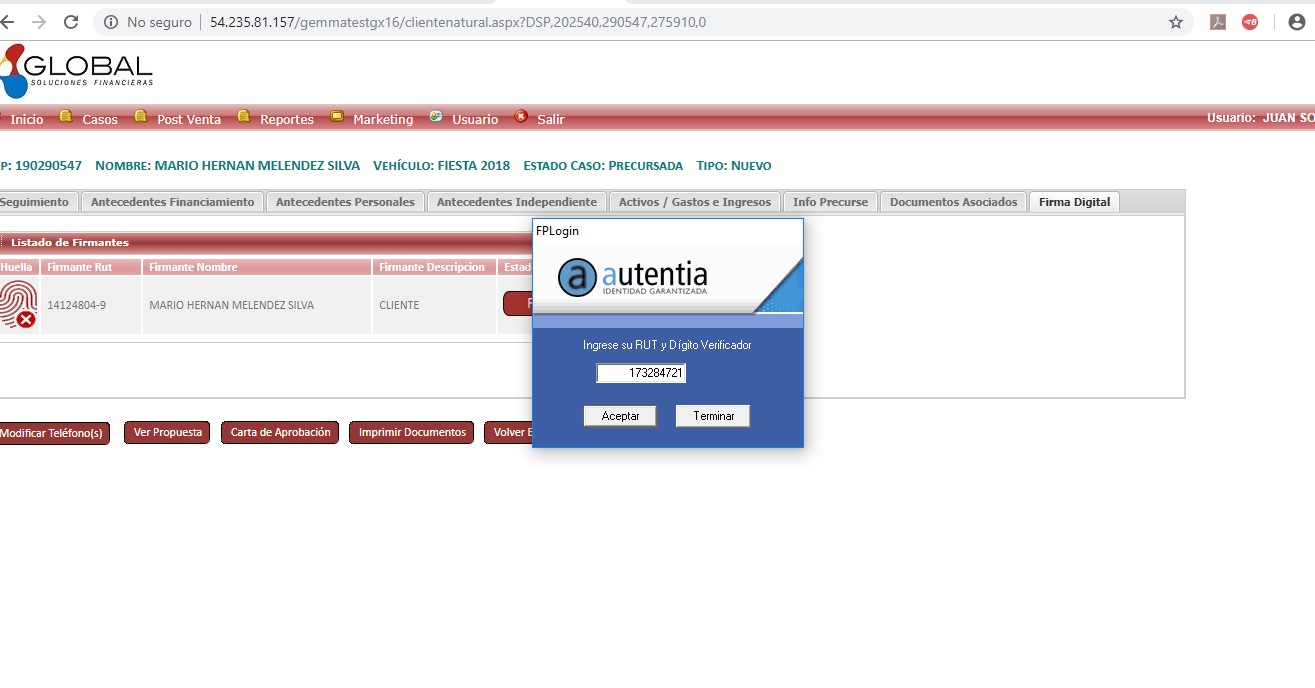 No seguro | 54.235.81.157/gemmatestgx16/clientenatural.aspx?DSP,202540,290547,275910,0
GLOBAL
SOLUCIONES FINANCIERAS
Inicio Casos Post Venta Reportes Marketing Usuario Salir Usuario: JUAN SO
P: 190290547 NOMBRE: MARIO HERNAN MELENDEZ SILVA VEHÍCULO: FIESTA 2018 ESTADO CASO: PRECURSADA TIPO: NUEVO
Seguimiento Antecedentes Financiamiento Antecedentes Personales Antecedentes Independiente Activos / Gastos e Ingresos Info Precurse Documentos Asociados Firma Digital
Listado de Firmantes
Huella Firmante Rut Firmante Nombre Firmante Descripcion Estad
14124804-9 MARIO HERNAN MELENDEZ SILVA CLIENTE F
FPLogin
a autentia
IDENTIDAD GARANTIZADA
Ingrese su RUT y Dígito Verificador
173284721
Aceptar Terminar
Modificar Teléfono(s) Ver Propuesta Carta de Aprobación Imprimir Documentos Volver E